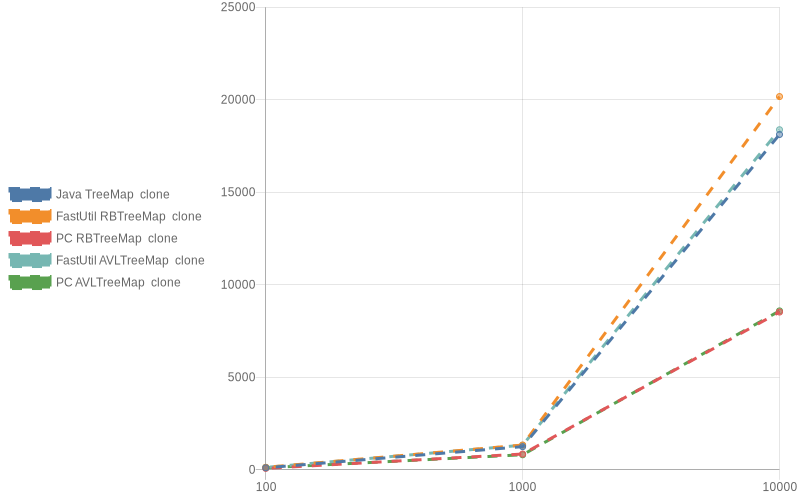 25000
20000
15000
10000
5000
0
100
1000
10000
Java TreeMap clone
FastUtil RBTreeMap clone
PC RBTreeMap clone
FastUtil AVLTreeMap clone
PC AVLTreeMap clone